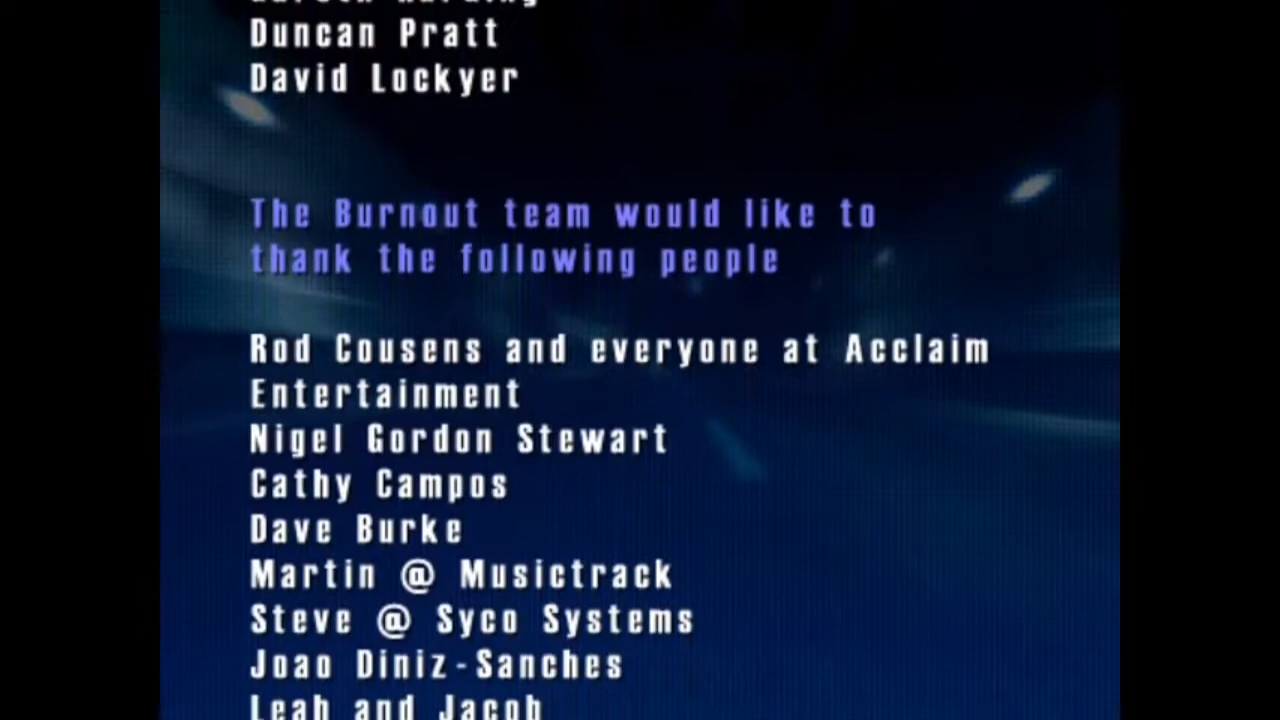 Duncan Pratt
David Lockyer
The Burnout team would like to
thank the following people
Rod Cousens and everyone at Acclaim
Entertainment
Nigel Gordon Stewart
Cathy Campos
Dave Burke
Martin @ Musictrack
Steve @ Syco Systems
Joao Diniz-Sanches
Leah and Jacob